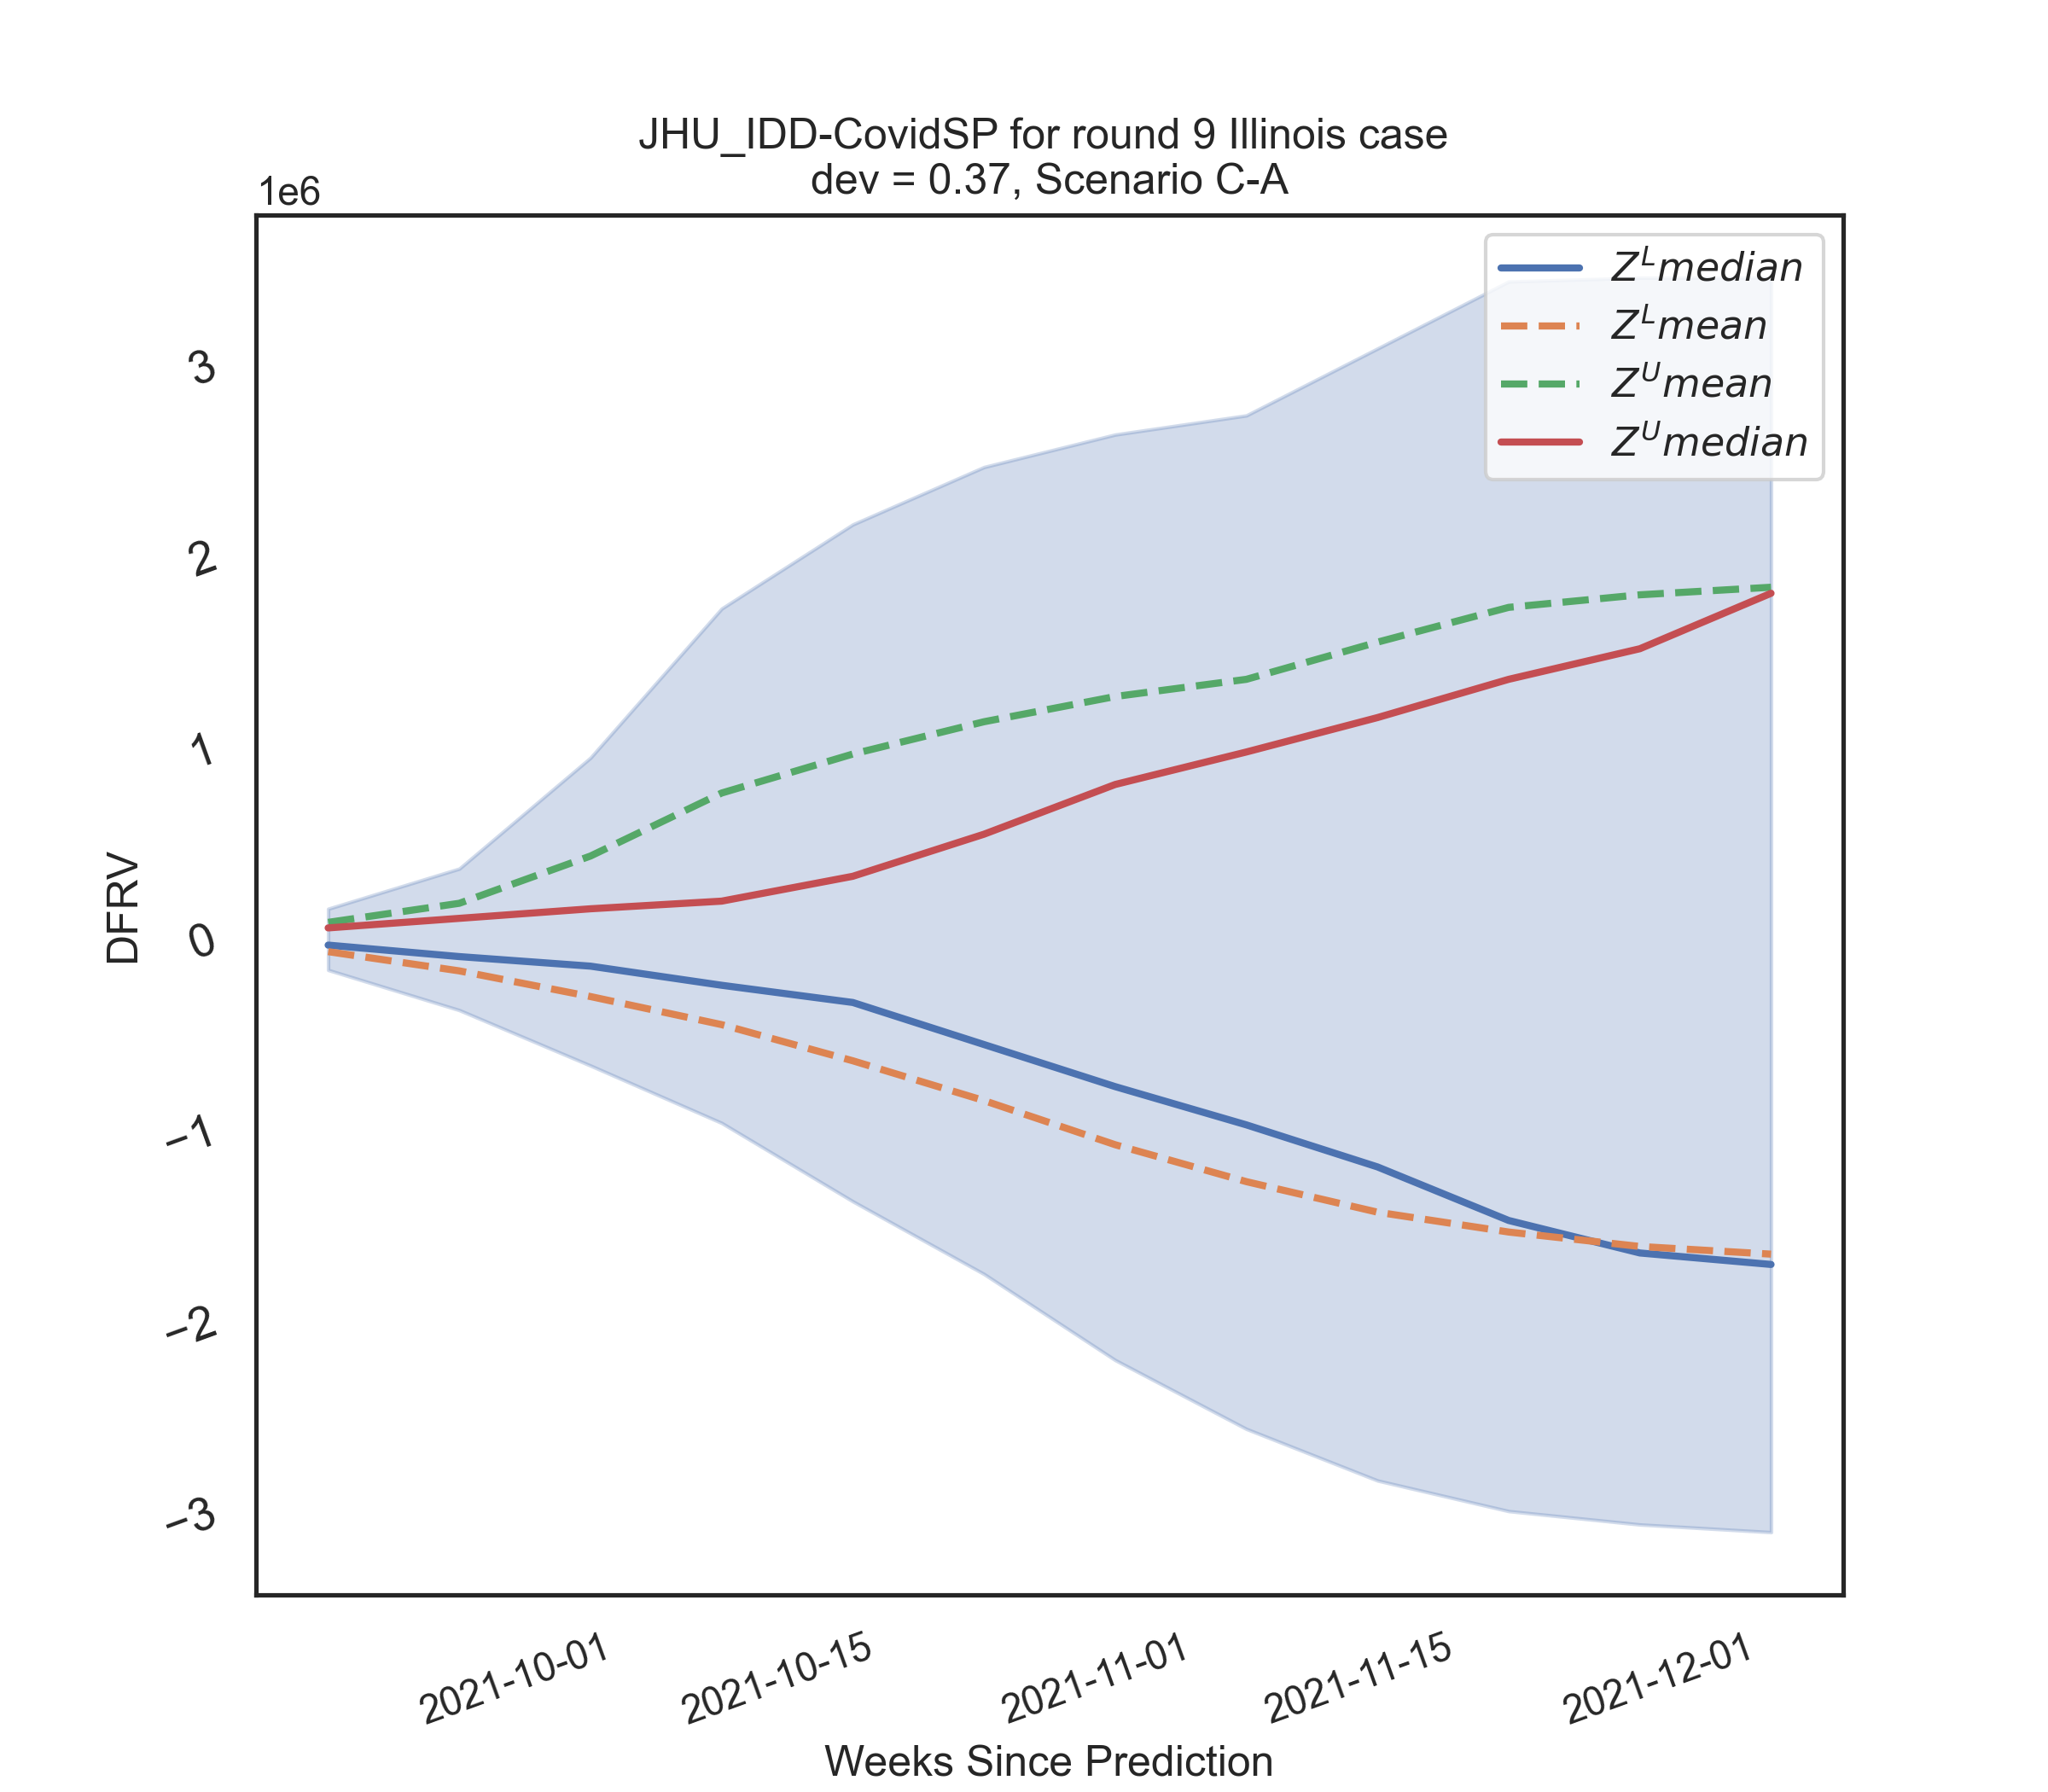 JHU_IDD-CovidSP for round 9 Illinois case
dev = 0.37, Scenario C-A
1e6
Z^L median
Z^L mean
Z^U mean
Z^U median
3
2
1
0
−1
−2
−3
DFRV
2021-10-01
2021-10-15
2021-11-01
2021-11-15
2021-12-01
Weeks Since Prediction